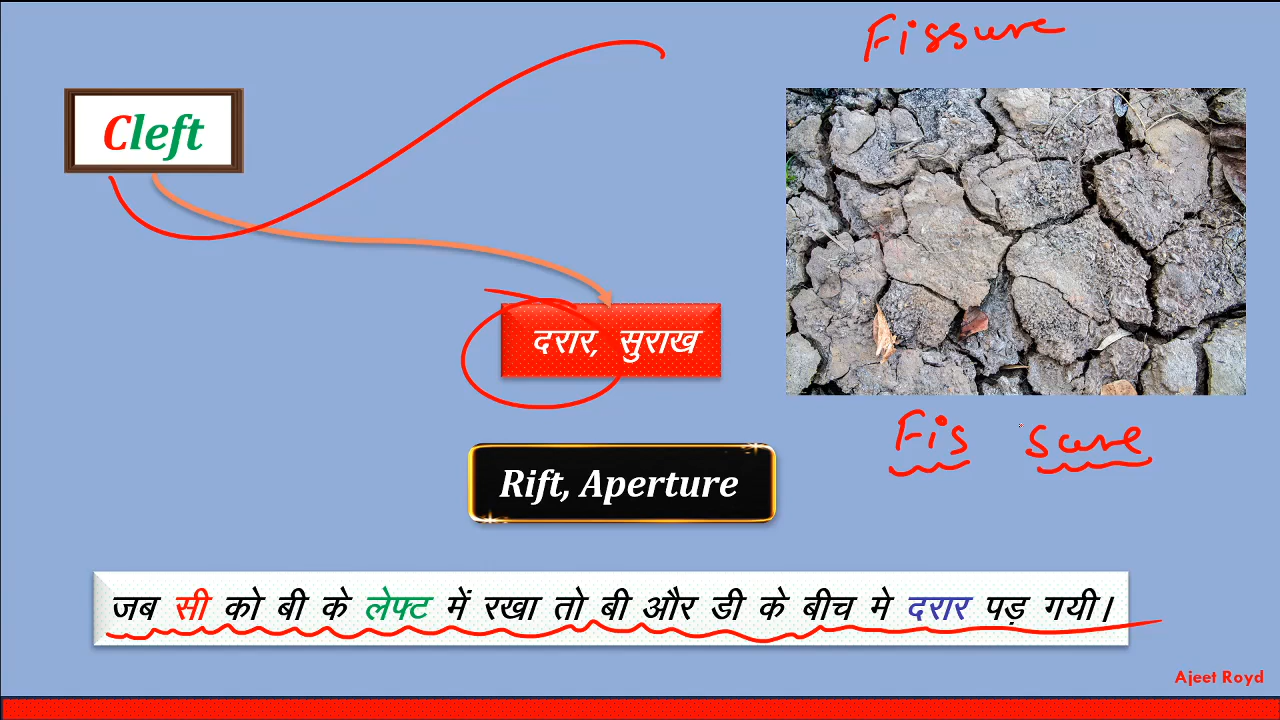 Fissure
Cleft
दरार, सुराख
Fis sure
Rift, Aperture
जब सी को बी के लेफ्ट में रखा तो बी और डी के बीच मे दरार पड़ गयी।
Ajeet Royd